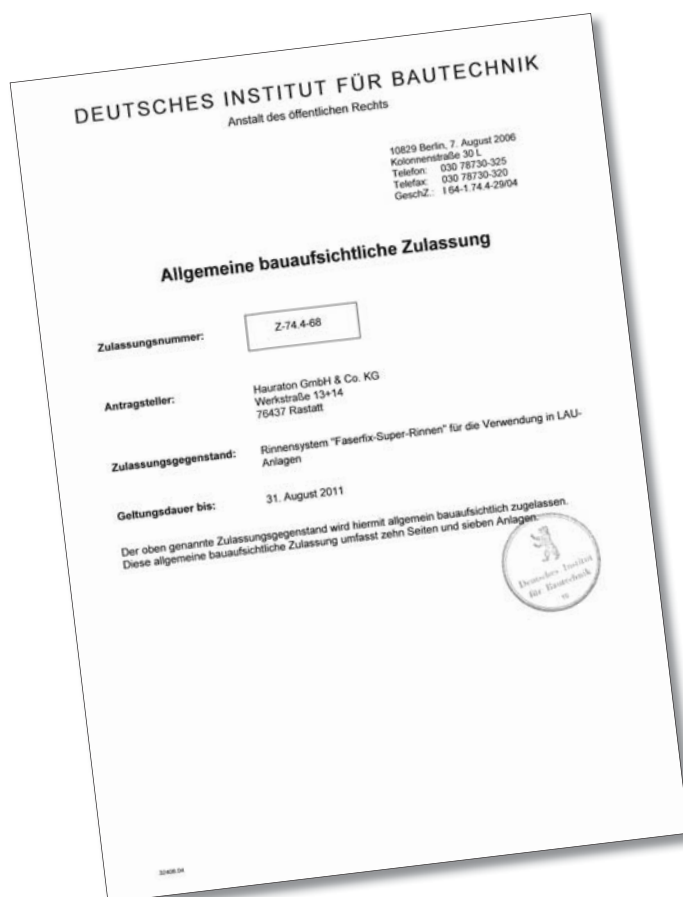 DEUTSCHES INSTITUT FÜR BAUTECHNIK
Anstalt des öffentlichen Rechts
10829 Berlin, 7. August 2006
Kolonnenstraße 30 L
Telefon: 030 78730-325
Telefax: 030 78730-320
GeschZ.: I 64-1.74.4-29/04
Allgemeine bauaufsichtliche Zulassung
Zulassungsnummer:
Z-74.4-68
Antragsteller:
Hauraton GmbH & Co. KG
Werkstraße 13+14
76437 Rastatt
Zulassungsgegenstand:
Rinnensystem "Faserfix-Super-Rinnen" für die Verwendung in LAU-
Anlagen
Geltungsdauer bis:
31. August 2011
Der oben genannte Zulassungsgegenstand wird hiermit allgemein bauaufsichtlich zugelassen.
Diese allgemeine bauaufsichtliche Zulassung umfasst zehn Seiten und sieben Anlagen.
Deutsches Institut
für Bautechnik
32406.04